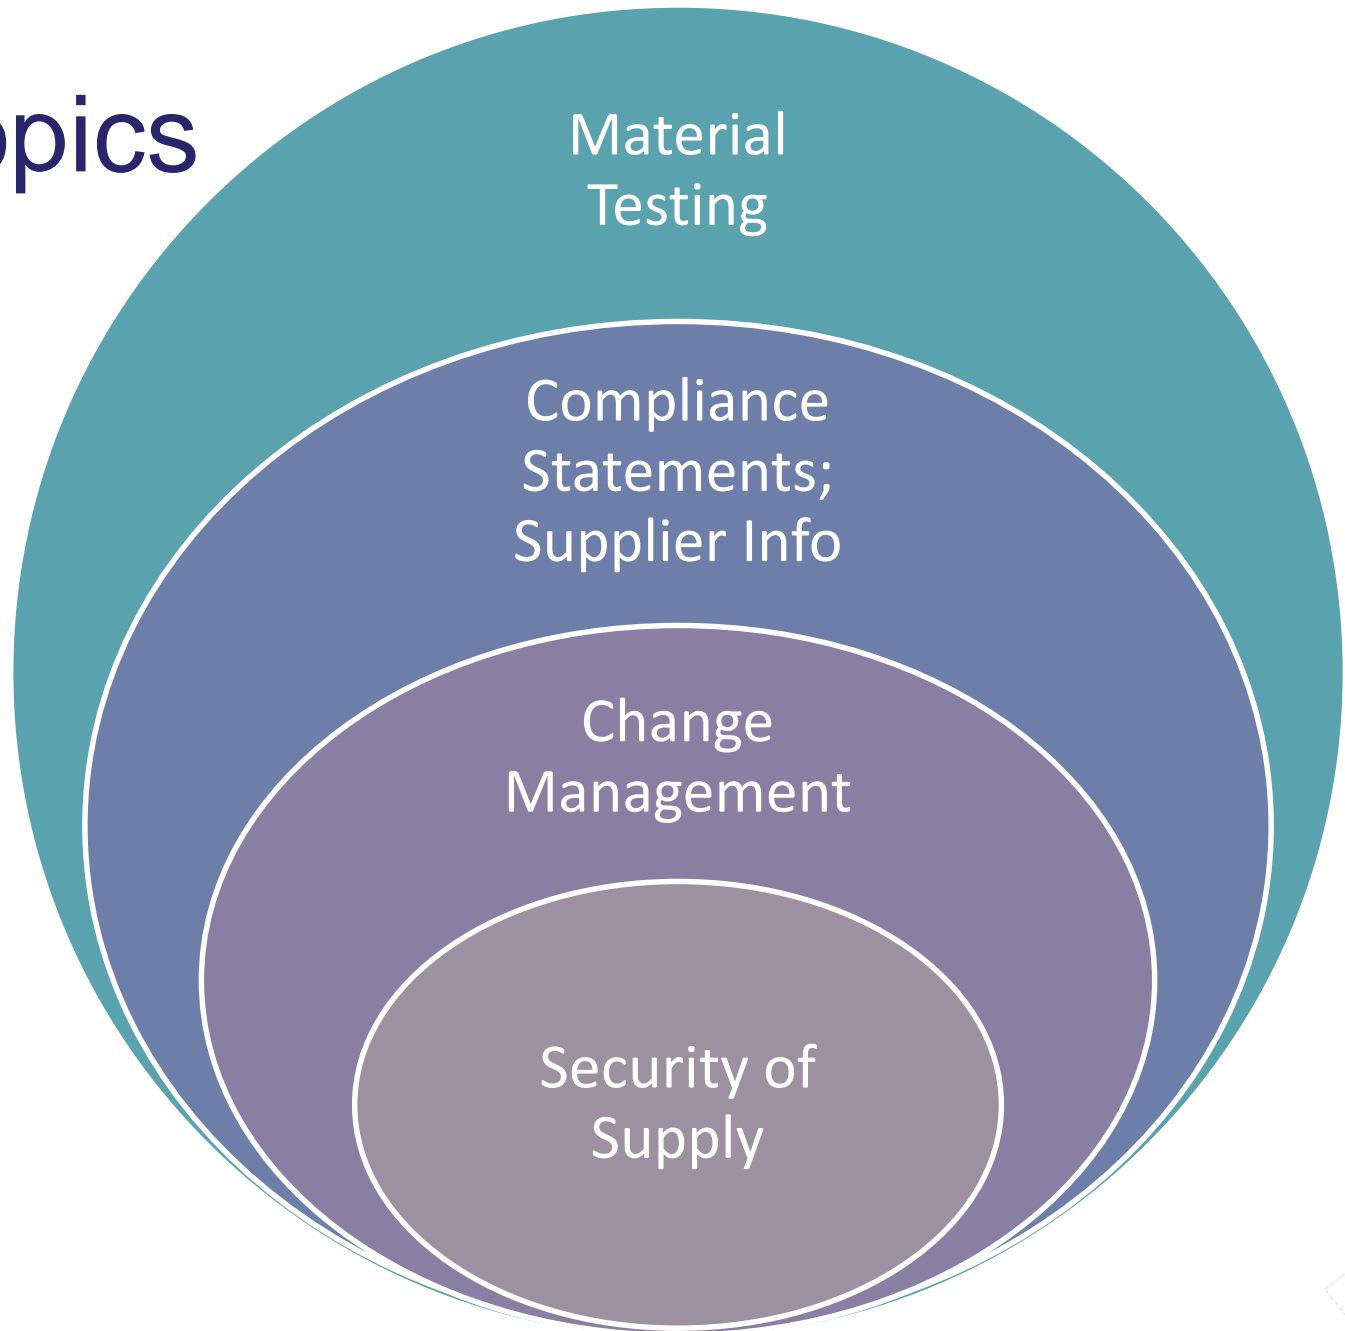 opics
Material
Testing
Compliance
Statements;
Supplier Info
Change
Management
Security of
Supply